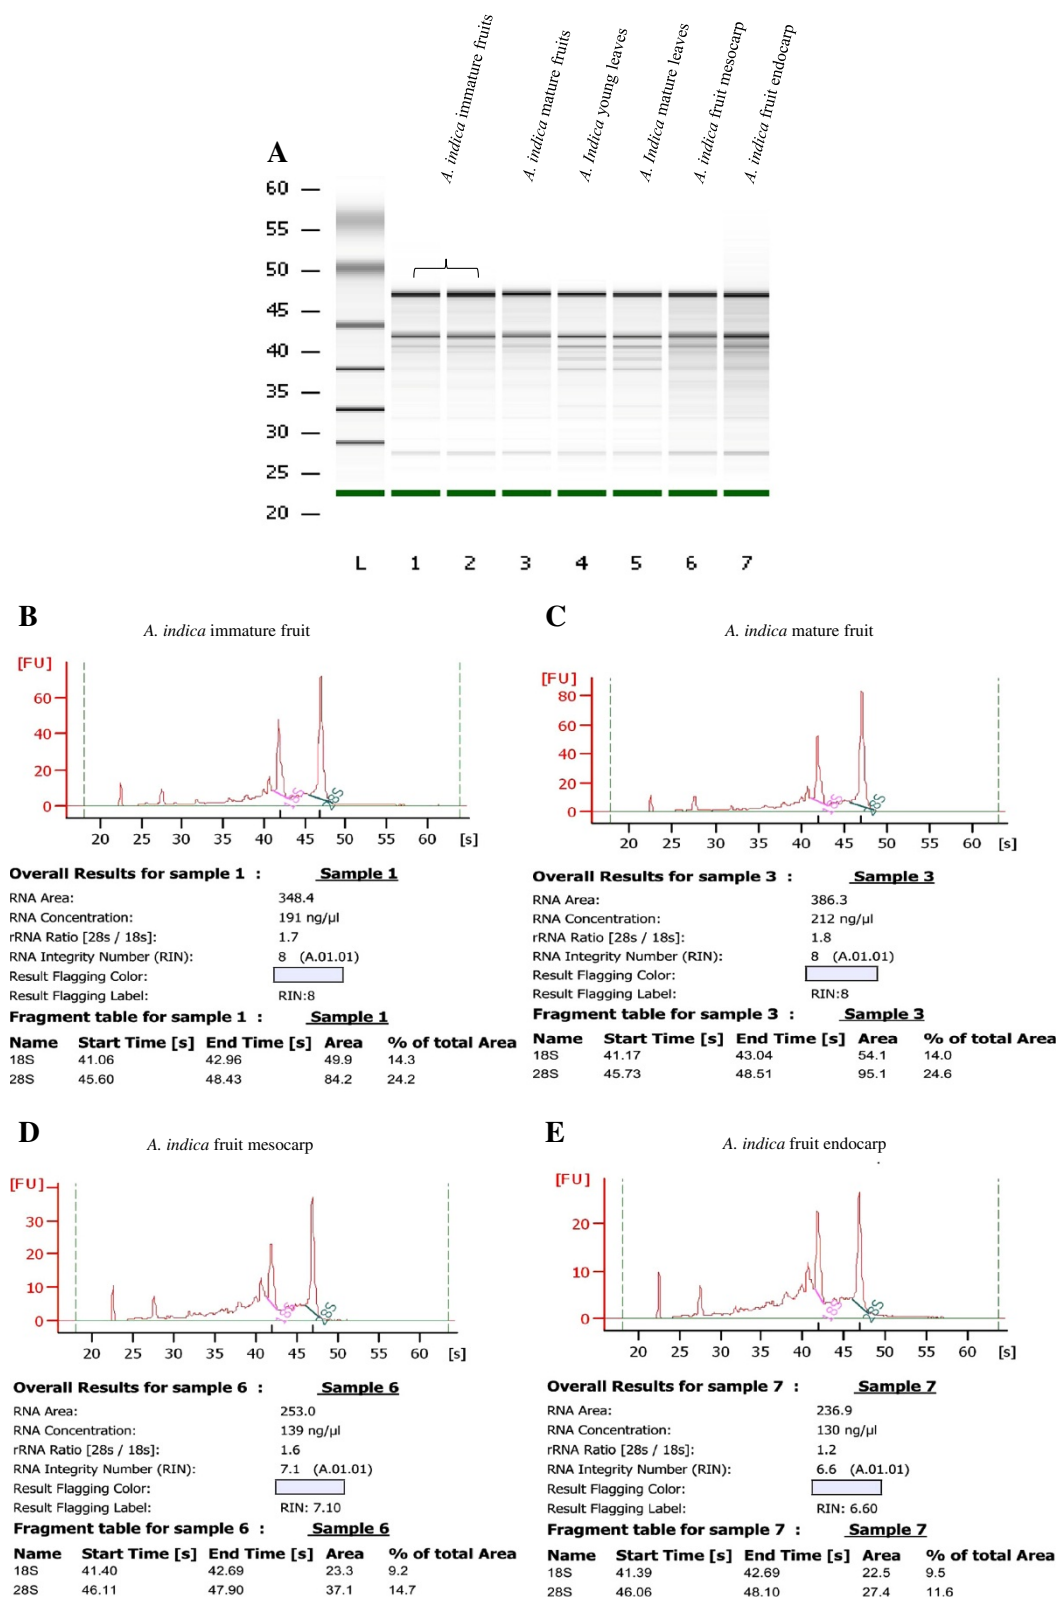 A
A. indica immature fruits
A. indica mature fruits
A. Indica young leaves
A. Indica mature leaves
A. indica fruit mesocarp
A. indica fruit endocarp
60
55
50
45
40
35
30
25
20
L 1 2 3 4 5 6 7
B
A. indica immature fruit
[FU]
60
40
20
0
18S
28S
20 25 30 35 40 45 50 55 60 [s]
Overall Results for sample 1 : Sample 1
RNA Area: 348.4
RNA Concentration: 191 ng/µl
rRNA Ratio [28s / 18s]: 1.7
RNA Integrity Number (RIN): 8 (A.01.01)
Result Flagging Color:
Result Flagging Label: RIN:8
Fragment table for sample 1 : Sample 1
Name Start Time [s] End Time [s] Area % of total Area
18S 41.06 42.96 49.9 14.3
28S 45.60 48.43 84.2 24.2
C
A. indica mature fruit
[FU]
80
60
40
20
0
18S
28S
20 25 30 35 40 45 50 55 60 [s]
Overall Results for sample 3 : Sample 3
RNA Area: 386.3
RNA Concentration: 212 ng/µl
rRNA Ratio [28s / 18s]: 1.8
RNA Integrity Number (RIN): 8 (A.01.01)
Result Flagging Color:
Result Flagging Label: RIN:8
Fragment table for sample 3 : Sample 3
Name Start Time [s] End Time [s] Area % of total Area
18S 41.17 43.04 54.1 14.0
28S 45.73 48.51 95.1 24.6
D
A. indica fruit mesocarp
[FU]
30
20
10
0
18S
28S
20 25 30 35 40 45 50 55 60 [s]
Overall Results for sample 6 : Sample 6
RNA Area: 253.0
RNA Concentration: 139 ng/µl
rRNA Ratio [28s / 18s]: 1.6
RNA Integrity Number (RIN): 7.1 (A.01.01)
Result Flagging Color:
Result Flagging Label: RIN: 7.10
Fragment table for sample 6 : Sample 6
Name Start Time [s] End Time [s] Area % of total Area
18S 41.40 42.69 23.3 9.2
28S 46.11 47.90 37.1 14.7
E
A. indica fruit endocarp
[FU]
20
10
0
18S
28S
20 25 30 35 40 45 50 55 60 [s]
Overall Results for sample 7 : Sample 7
RNA Area: 236.9
RNA Concentration: 130 ng/µl
rRNA Ratio [28s / 18s]: 1.2
RNA Integrity Number (RIN): 6.6 (A.01.01)
Result Flagging Color:
Result Flagging Label: RIN: 6.60
Fragment table for sample 7 : Sample 7
Name Start Time [s] End Time [s] Area % of total Area
18S 41.39 42.69 22.5 9.5
28S 46.06 48.10 27.4 11.6